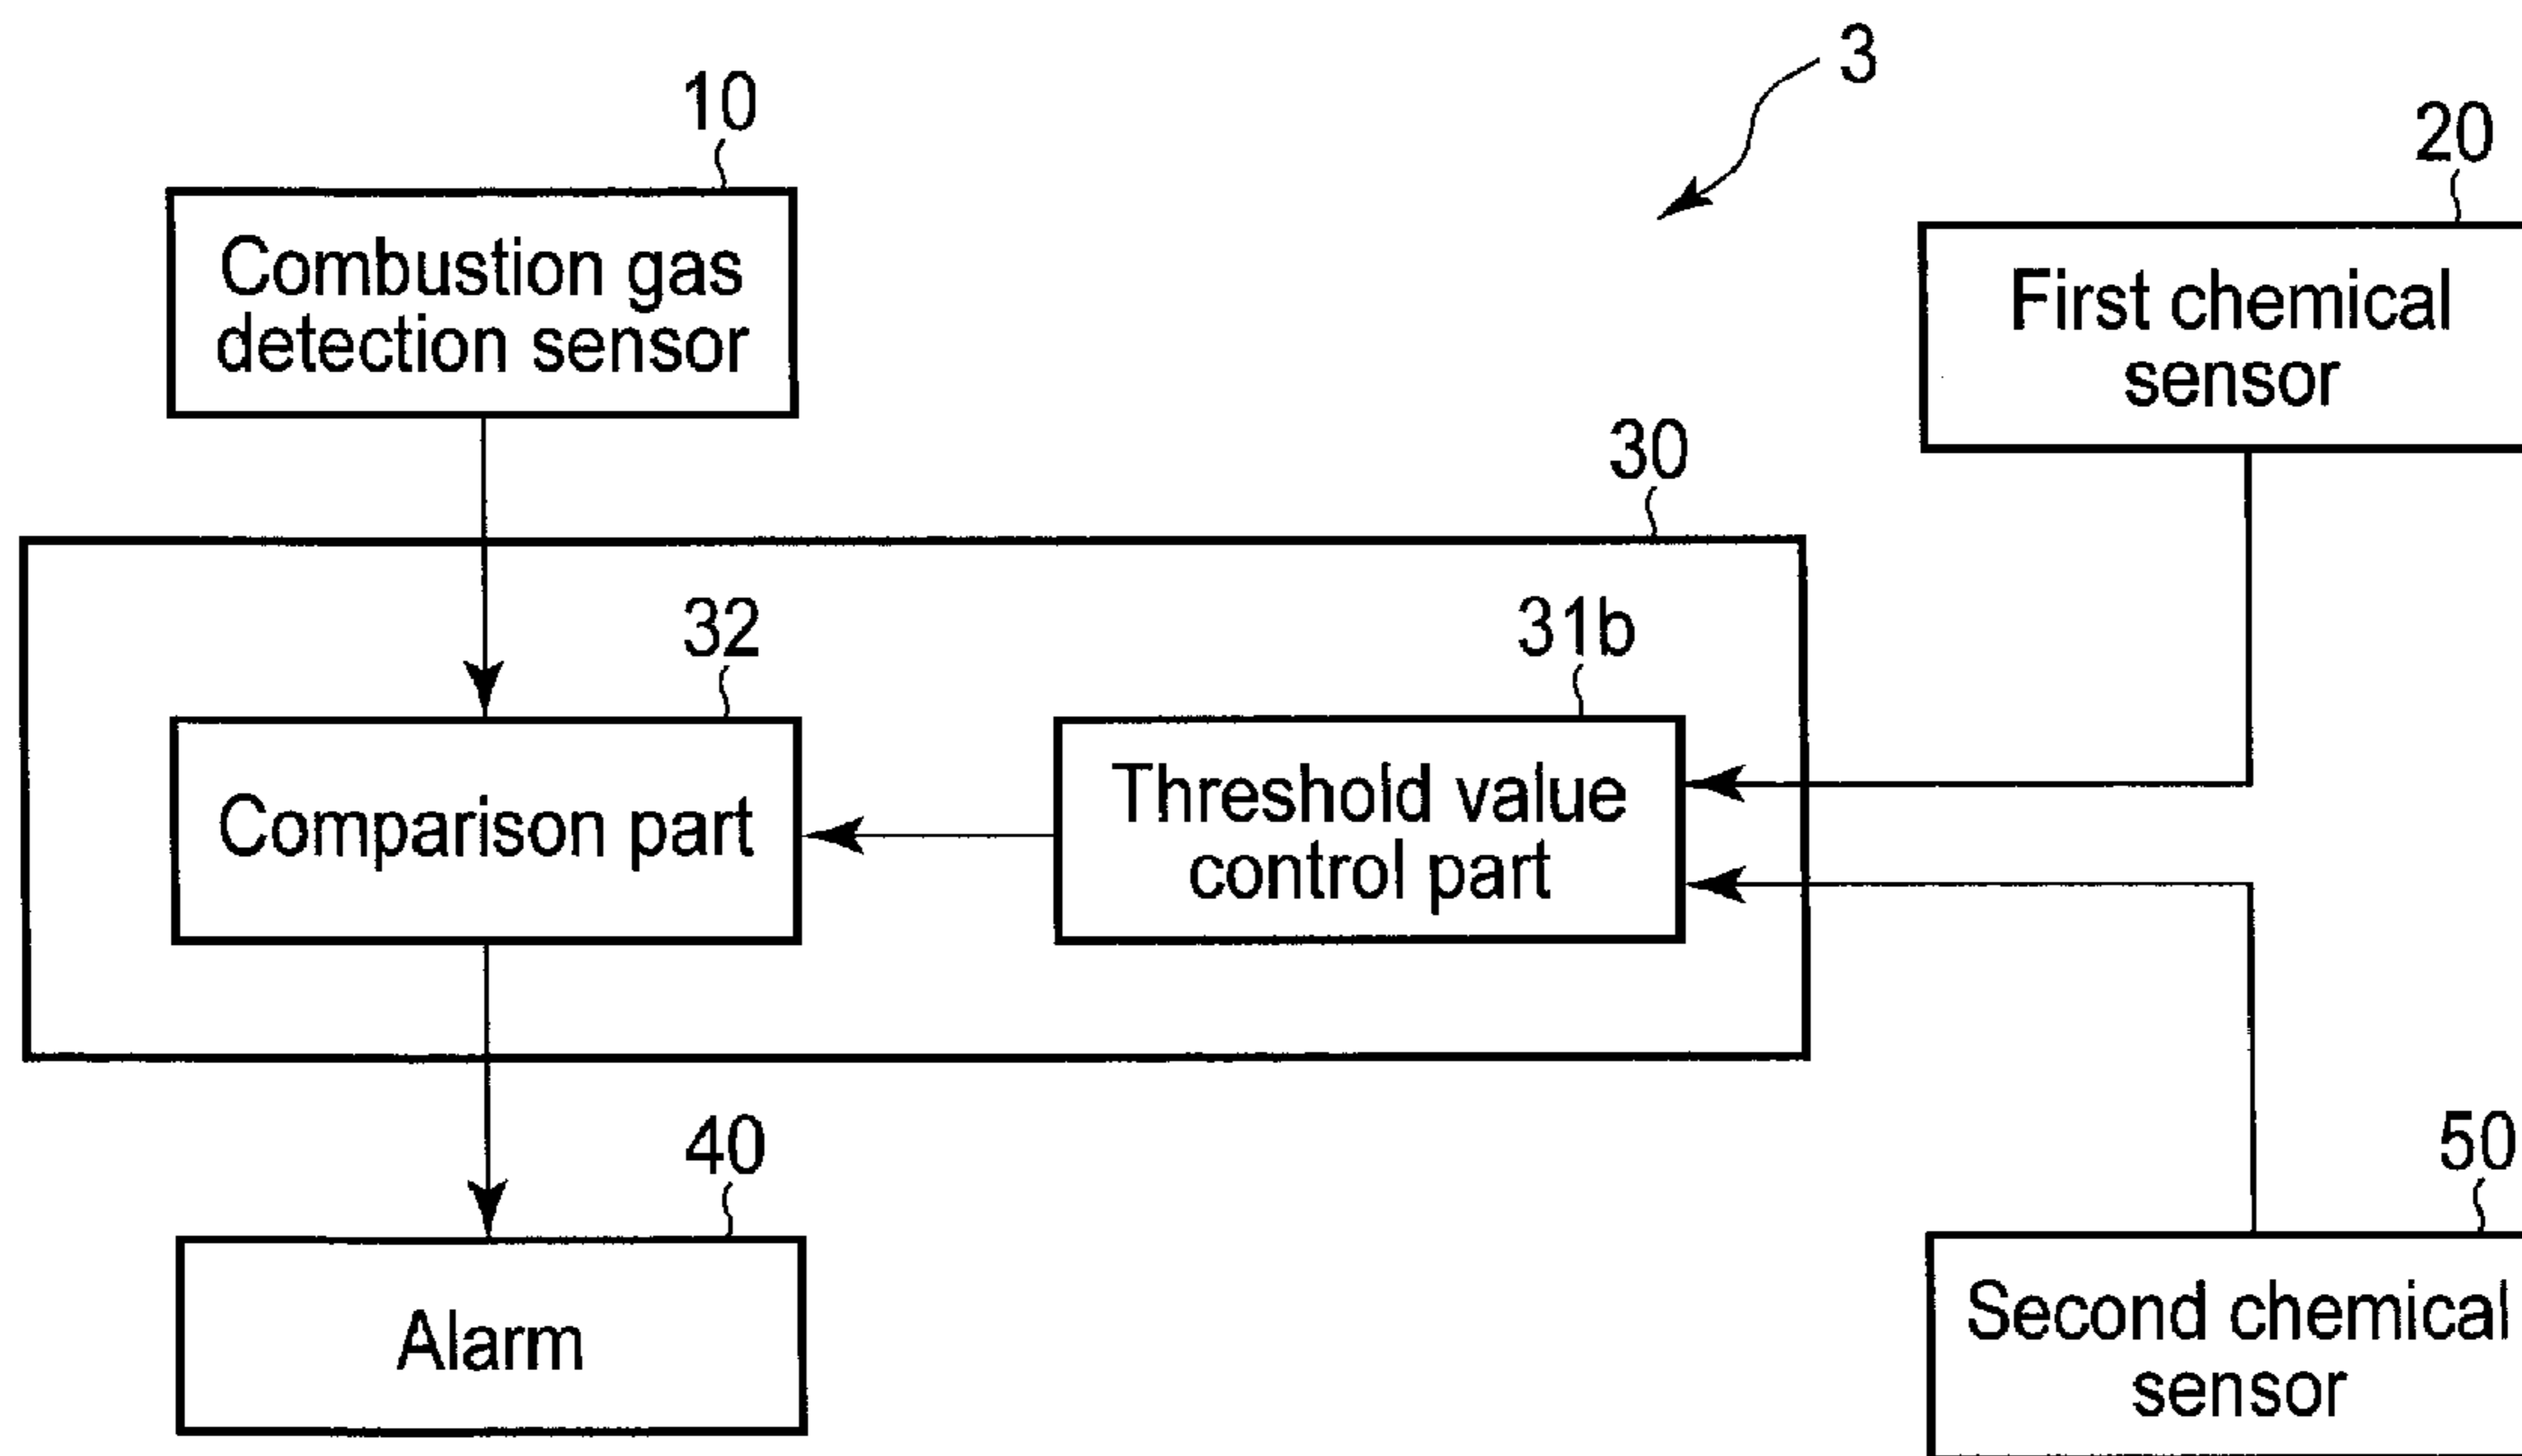 3
10
Combustion gas
detection sensor
20
First chemical
sensor
30
32
Comparison part
31b
Threshold value
control part
40
Alarm
50
Second chemical
sensor